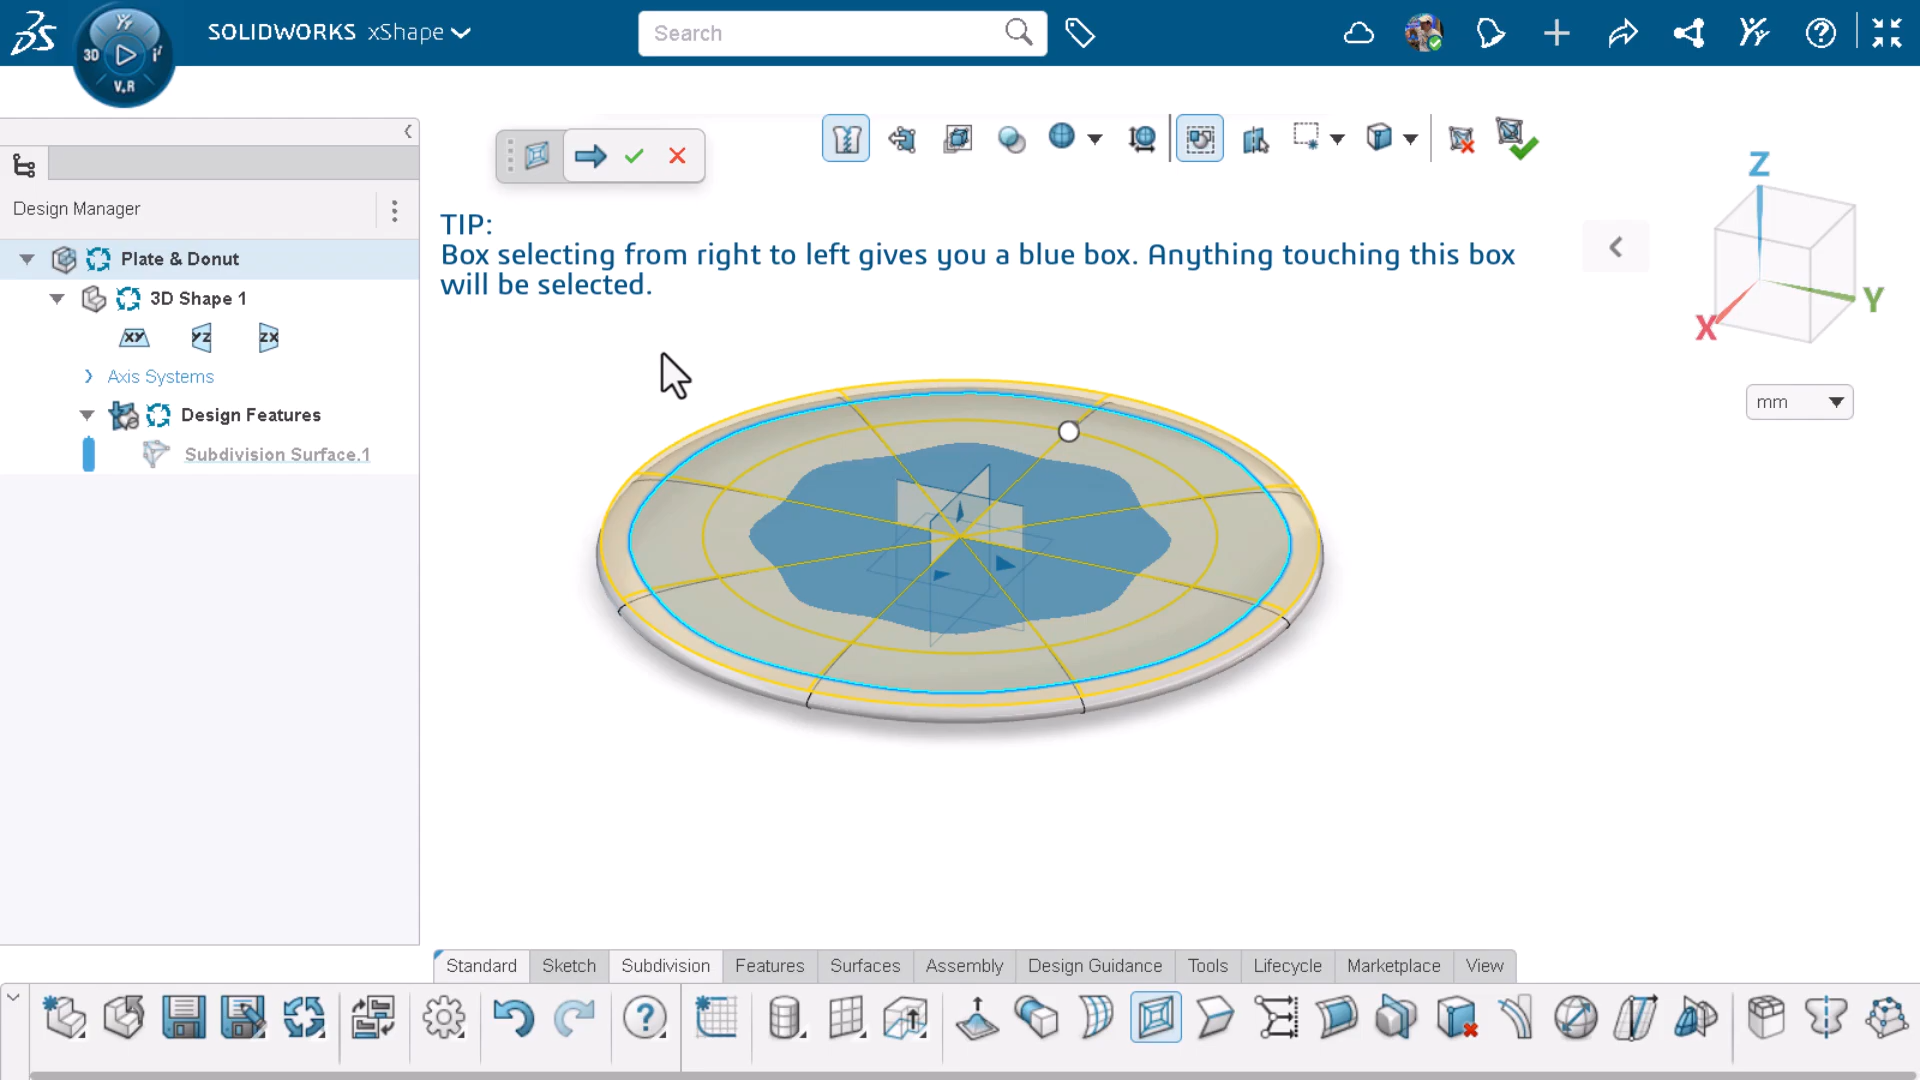 SOLIDWORKS xShape
Search
3D
V.R
Design Manager
Plate & Donut
3D Shape 1
XY YZ ZX
Axis Systems
Design Features
Subdivision Surface.1
TIP:
Box selecting from right to left gives you a blue box. Anything touching this box
will be selected.
Z
Y
X
mm
Standard Sketch Subdivision Features Surfaces Assembly Design Guidance Tools Lifecycle Marketplace View